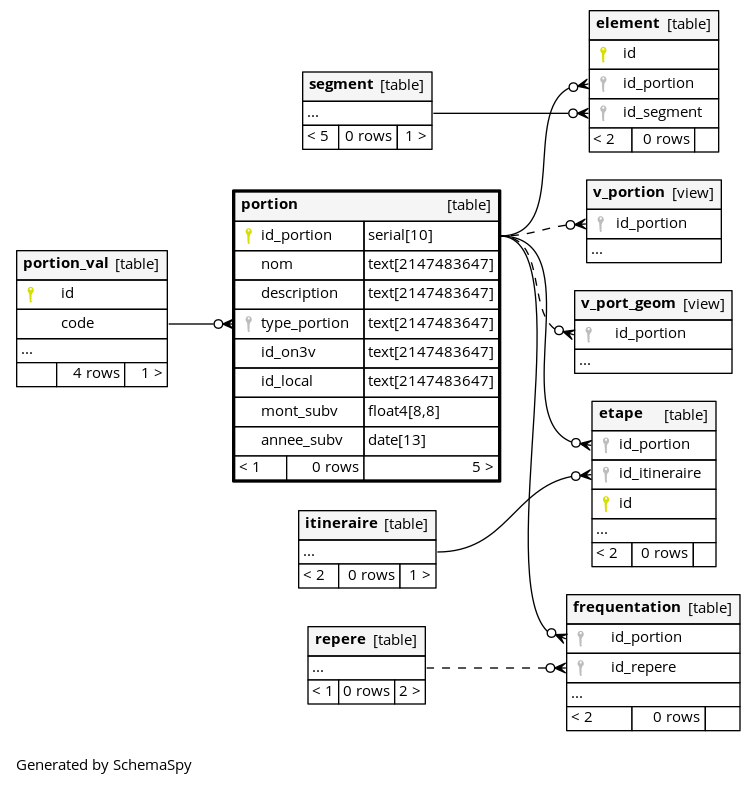 element [table]
id
id_portion
id_segment
< 2 0 rows
segment [table]
...
< 5 0 rows 1 >
v_portion [view]
id_portion
...
portion [table]
id_portion serial[10]
nom text[2147483647]
description text[2147483647]
type_portion text[2147483647]
id_on3v text[2147483647]
id_local text[2147483647]
mont_subv float4[8,8]
annee_subv date[13]
< 1 0 rows 5 >
portion_val [table]
id
code
...
4 rows 1 >
v_port_geom [view]
id_portion
...
etape [table]
id_portion
id_itineraire
id
...
< 2 0 rows
itineraire [table]
...
< 2 0 rows 1 >
frequentation [table]
id_portion
id_repere
...
< 2 0 rows
repere [table]
...
< 1 0 rows 2 >
Generated by SchemaSpy